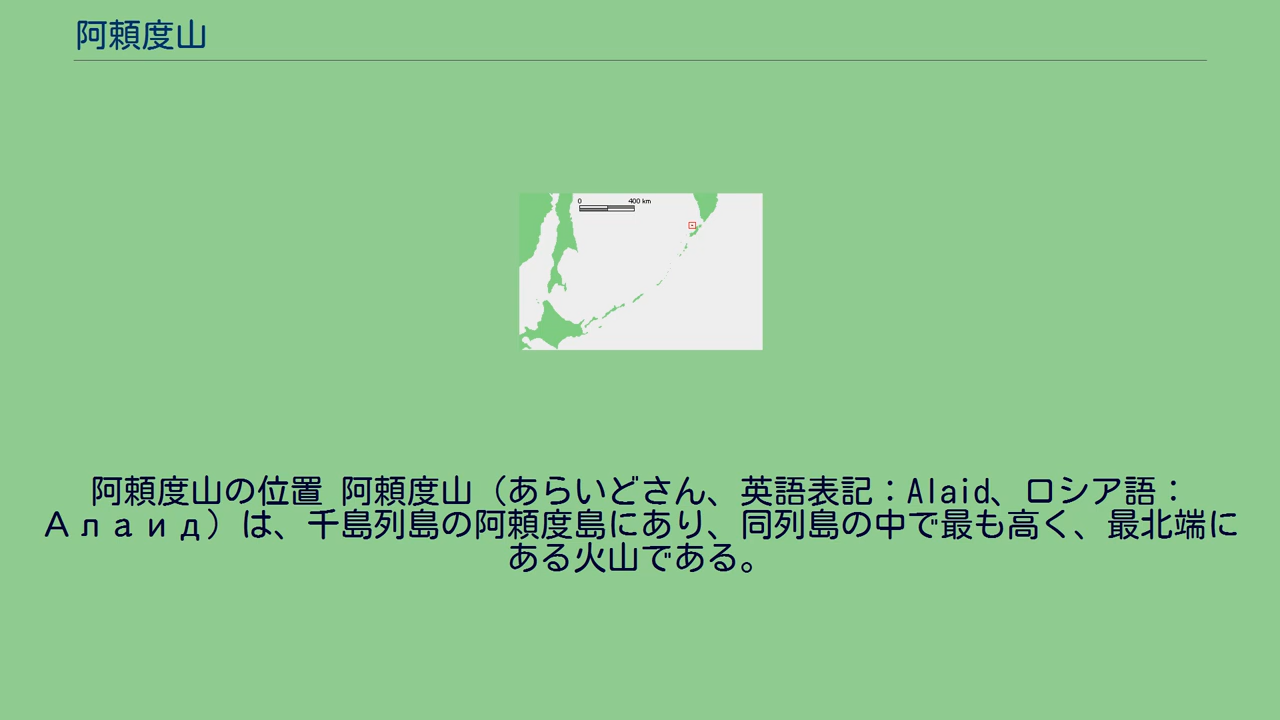 阿頼度山
0 400 km
阿頼度山の位置 阿頼度山（あらいどさん、英語表記：Alaid、ロシア語：
Алаид）は、千島列島の阿頼度島にあり、同列島の中で最も高く、最北端に
ある火山である。